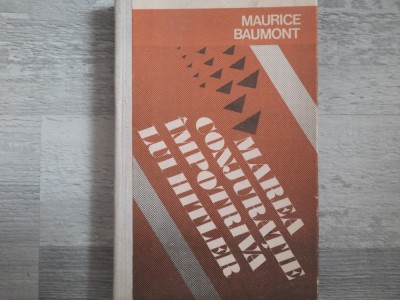 MAURICE
BAUMONT
MAREA
CONJURAȚIE
ÎMPOTRIVA
LUI HITLER